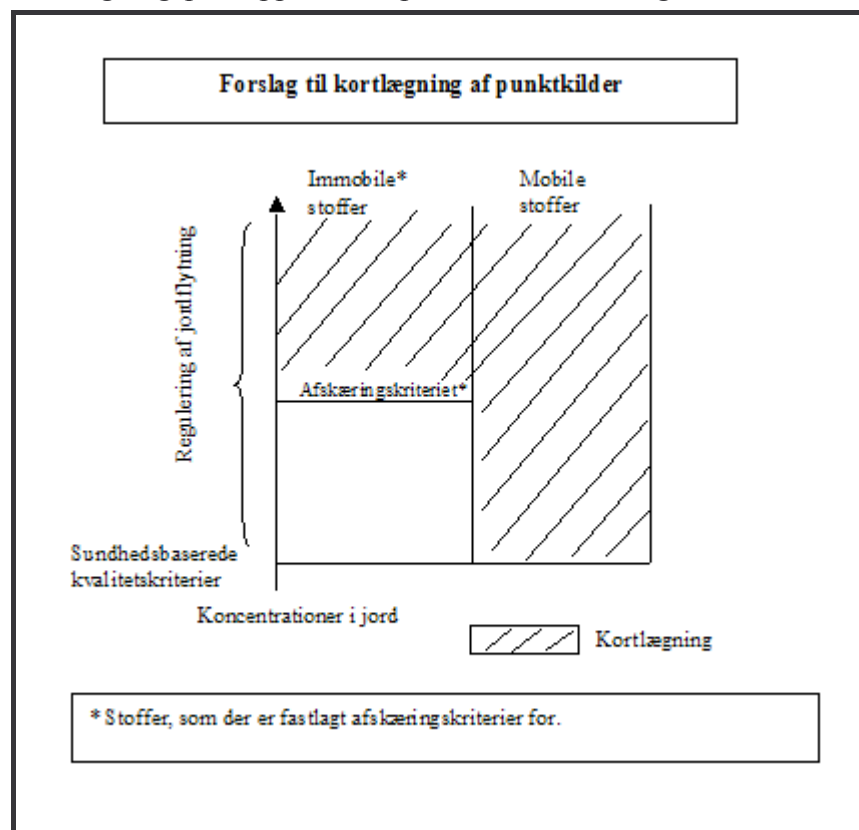 Forslag til kortlægning af punktkilder
Immobile*
stoffer
Mobile
stoffer
Regulering af jordflytning
Afskæringskriteriet*
Sundhedsbaserede
kvalitetskriterier
Koncentrationer i jord
Kortlægning
* Stoffer, som der er fastlagt afskæringskriterier for.